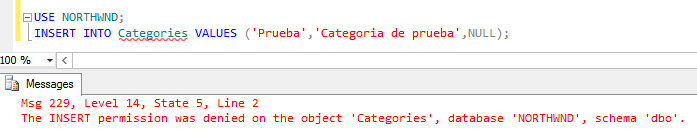 USE NORTHWND;
INSERT INTO Categories VALUES ('Prueba','Categoria de prueba',NULL);
100 %
Messages
Msg 229, Level 14, State 5, Line 2
The INSERT permission was denied on the object 'Categories', database 'NORTHWND', schema 'dbo'.